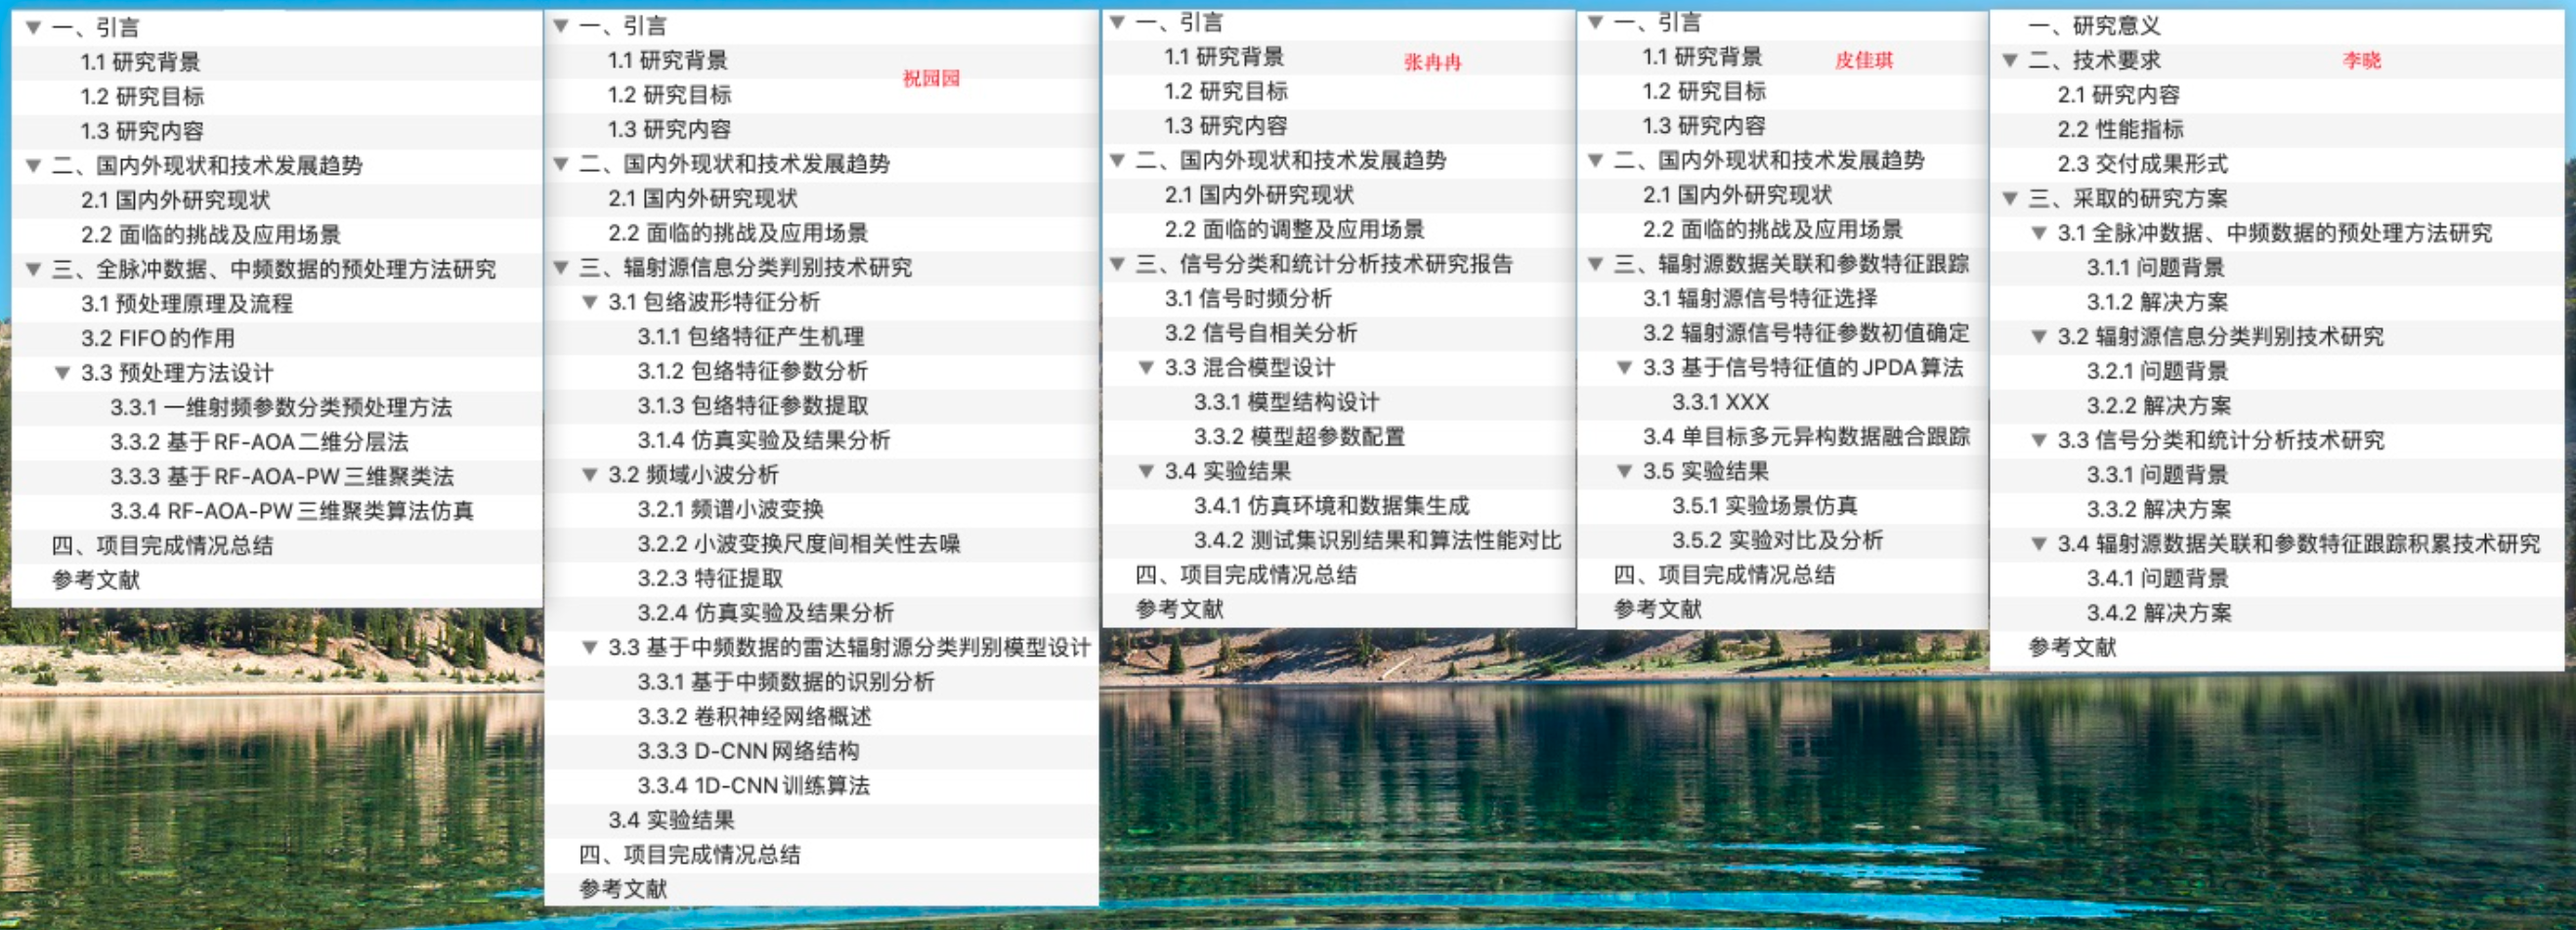 一、引言
1.1 研究背景
1.2 研究目标
1.3 研究内容
二、国内外现状和技术发展趋势
2.1 国内外研究现状
2.2 面临的挑战及应用场景
三、全脉冲数据、中频数据的预处理方法研究
3.1 预处理原理及流程
3.2 FIFO的作用
3.3 预处理方法设计
3.3.1 一维射频参数分类预处理方法
3.3.2 基于RF-AOA二维分层法
3.3.3 基于RF-AOA-PW三维聚类法
3.3.4 RF-AOA-PW三维聚类算法仿真
四、项目完成情况总结
参考文献
一、引言
1.1 研究背景
祝园园
1.2 研究目标
1.3 研究内容
二、国内外现状和技术发展趋势
2.1 国内外研究现状
2.2 面临的挑战及应用场景
三、辐射源信息分类判别技术研究
3.1 包络波形特征分析
3.1.1 包络特征产生机理
3.1.2 包络特征参数分析
3.1.3 包络特征参数提取
3.1.4 仿真实验及结果分析
3.2 频域小波分析
3.2.1 频谱小波变换
3.2.2 小波变换尺度间相关性去噪
3.2.3 特征提取
3.2.4 仿真实验及结果分析
3.3 基于中频数据的雷达辐射源分类判别模型设计
3.3.1 基于中频数据的识别分析
3.3.2 卷积神经网络概述
3.3.3 D-CNN网络结构
3.3.4 1D-CNN训练算法
3.4 实验结果
四、项目完成情况总结
参考文献
一、引言
1.1 研究背景
张冉冉
1.2 研究目标
1.3 研究内容
二、国内外现状和技术发展趋势
2.1 国内外研究现状
2.2 面临的调整及应用场景
三、信号分类和统计分析技术研究报告
3.1 信号时频分析
3.2 信号自相关分析
3.3 混合模型设计
3.3.1 模型结构设计
3.3.2 模型超参数配置
3.4 实验结果
3.4.1 仿真环境和数据集生成
3.4.2 测试集识别结果和算法性能对比
四、项目完成情况总结
参考文献
一、引言
1.1 研究背景
皮佳琪
1.2 研究目标
1.3 研究内容
二、国内外现状和技术发展趋势
2.1 国内外研究现状
2.2 面临的挑战及应用场景
三、辐射源数据关联和参数特征跟踪
3.1 辐射源信号特征选择
3.2 辐射源信号特征参数初值确定
3.3 基于信号特征值的JPDA算法
3.3.1 XXX
3.4 单目标多元异构数据融合跟踪
3.5 实验结果
3.5.1 实验场景仿真
3.5.2 实验对比及分析
四、项目完成情况总结
参考文献
一、研究意义
二、技术要求
李晓
2.1 研究内容
2.2 性能指标
2.3 交付成果形式
三、采取的研究方案
3.1 全脉冲数据、中频数据的预处理方法研究
3.1.1 问题背景
3.1.2 解决方案
3.2 辐射源信息分类判别技术研究
3.2.1 问题背景
3.2.2 解决方案
3.3 信号分类和统计分析技术研究
3.3.1 问题背景
3.3.2 解决方案
3.4 辐射源数据关联和参数特征跟踪积累技术研究
3.4.1 问题背景
3.4.2 解决方案
参考文献